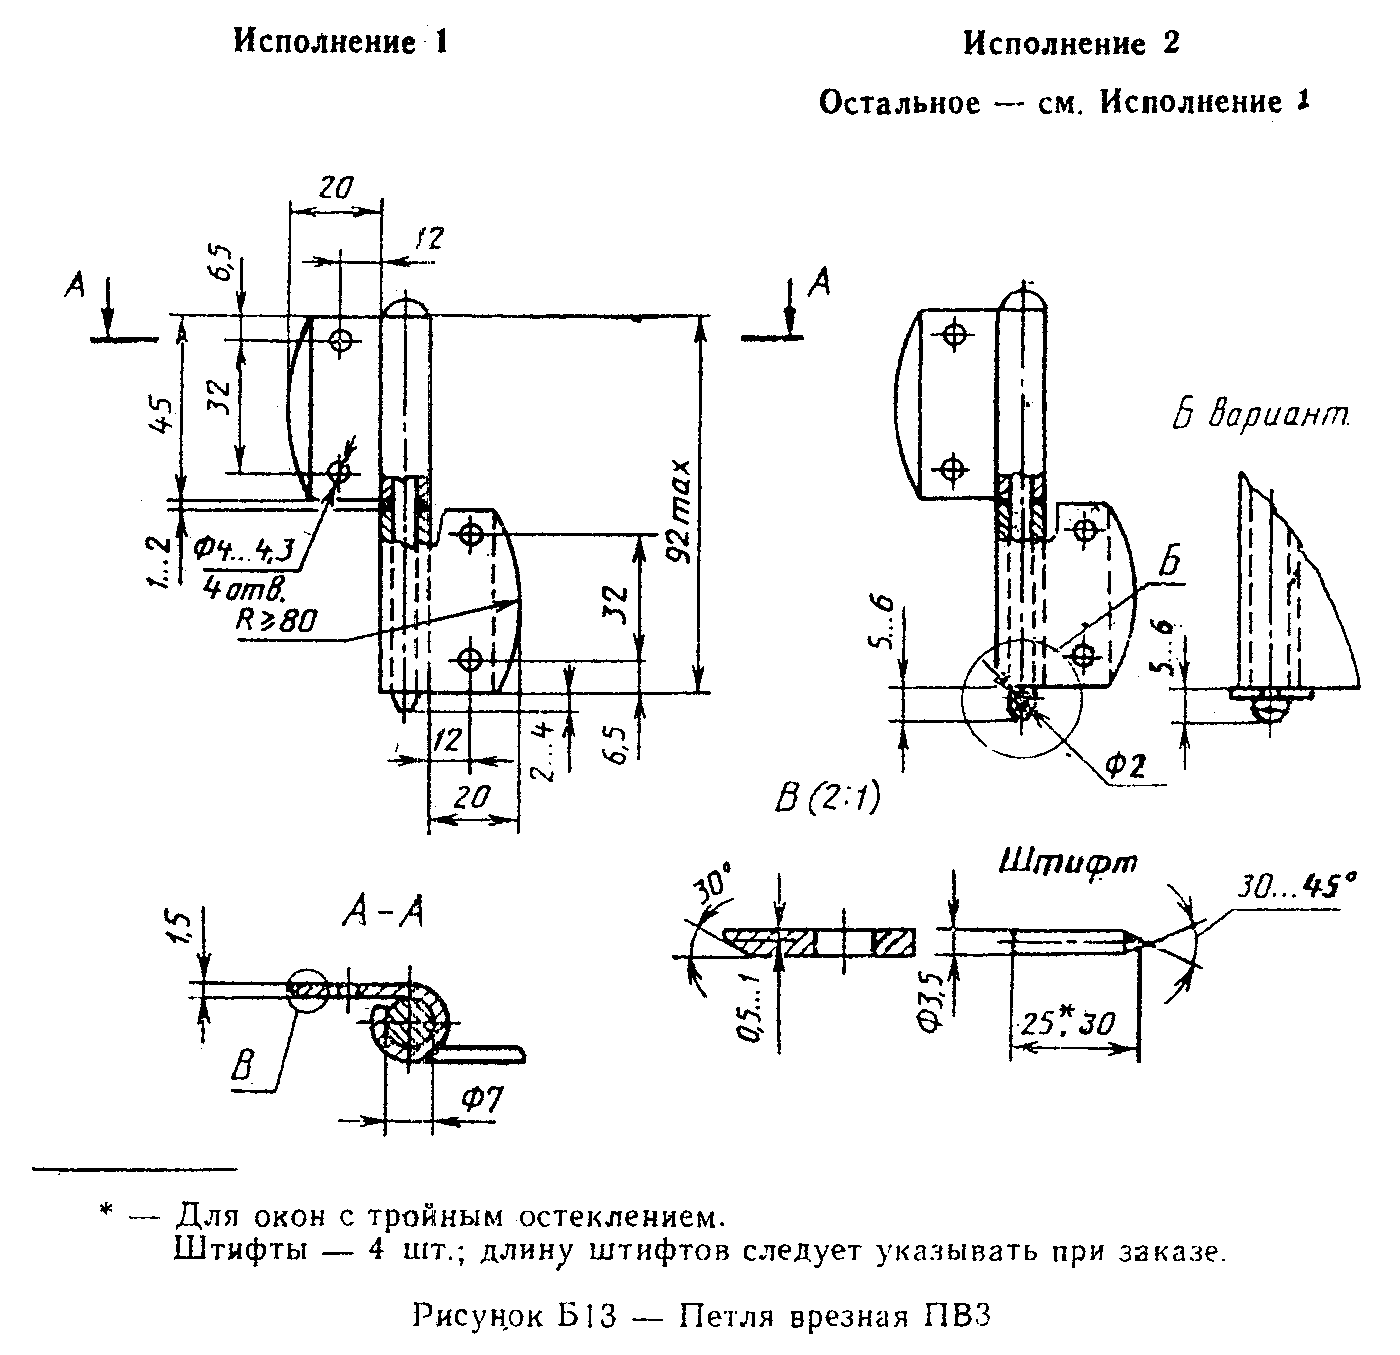 Исполнение 1
Исполнение 2
Остальное — см. Исполнение 1
20
12
6,5
А
А
45
32
Б Вариант.
92 max
1...2
Ф4...4,3
4 отв.
R≥80
32
Б
5...6
5...6
12
2...4
6,5
Ф2
20
В (2:1)
Штифт
30°
30...45°
А-А
1,5
0,5...1
Ф3,5
25*; 30
В
Ф7
* — Для окон с тройным остеклением.
Штифты — 4 шт.; длину штифтов следует указывать при заказе.
Рисунок Б13 — Петля врезная ПВ3